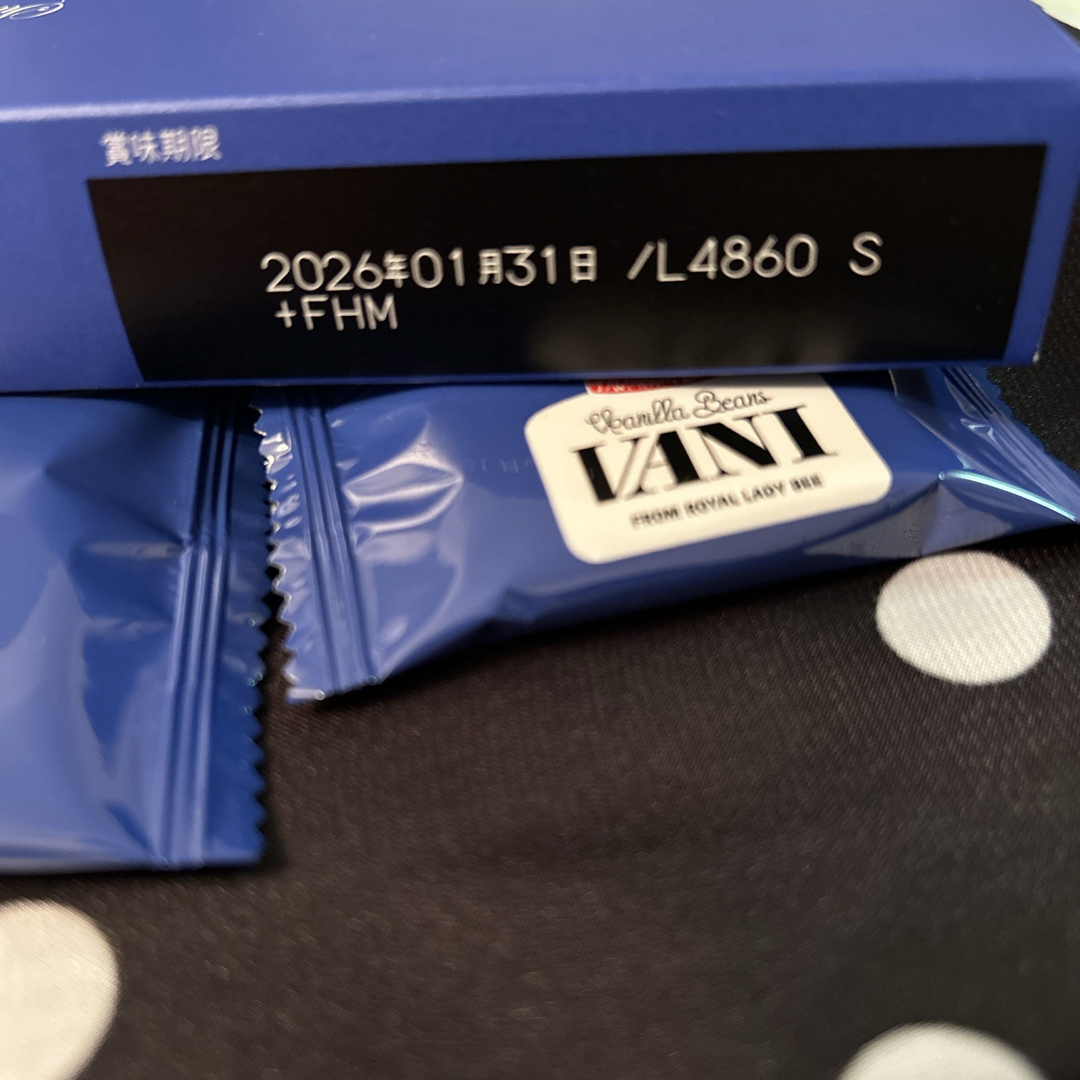 賞味期限
2026年01月31日 /L4860 S
+FHM
Vanilla Beans
VANI
FROM ROYAL LADY BEE